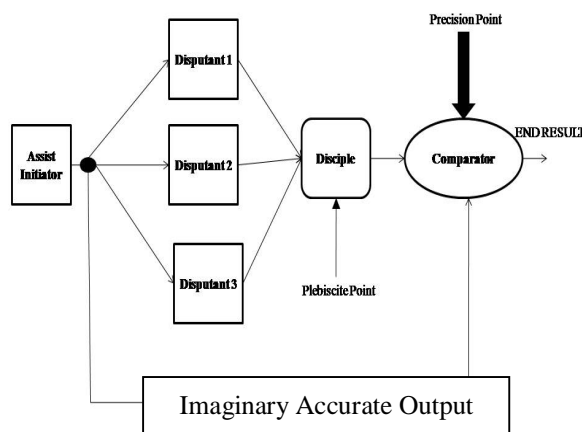 Precision Point
Disputant 1
END RESULT
Assist
Initiator
Disputant 2
Disciple
Comparator
Disputant 3
Plebiscite Point
Imaginary Accurate Output